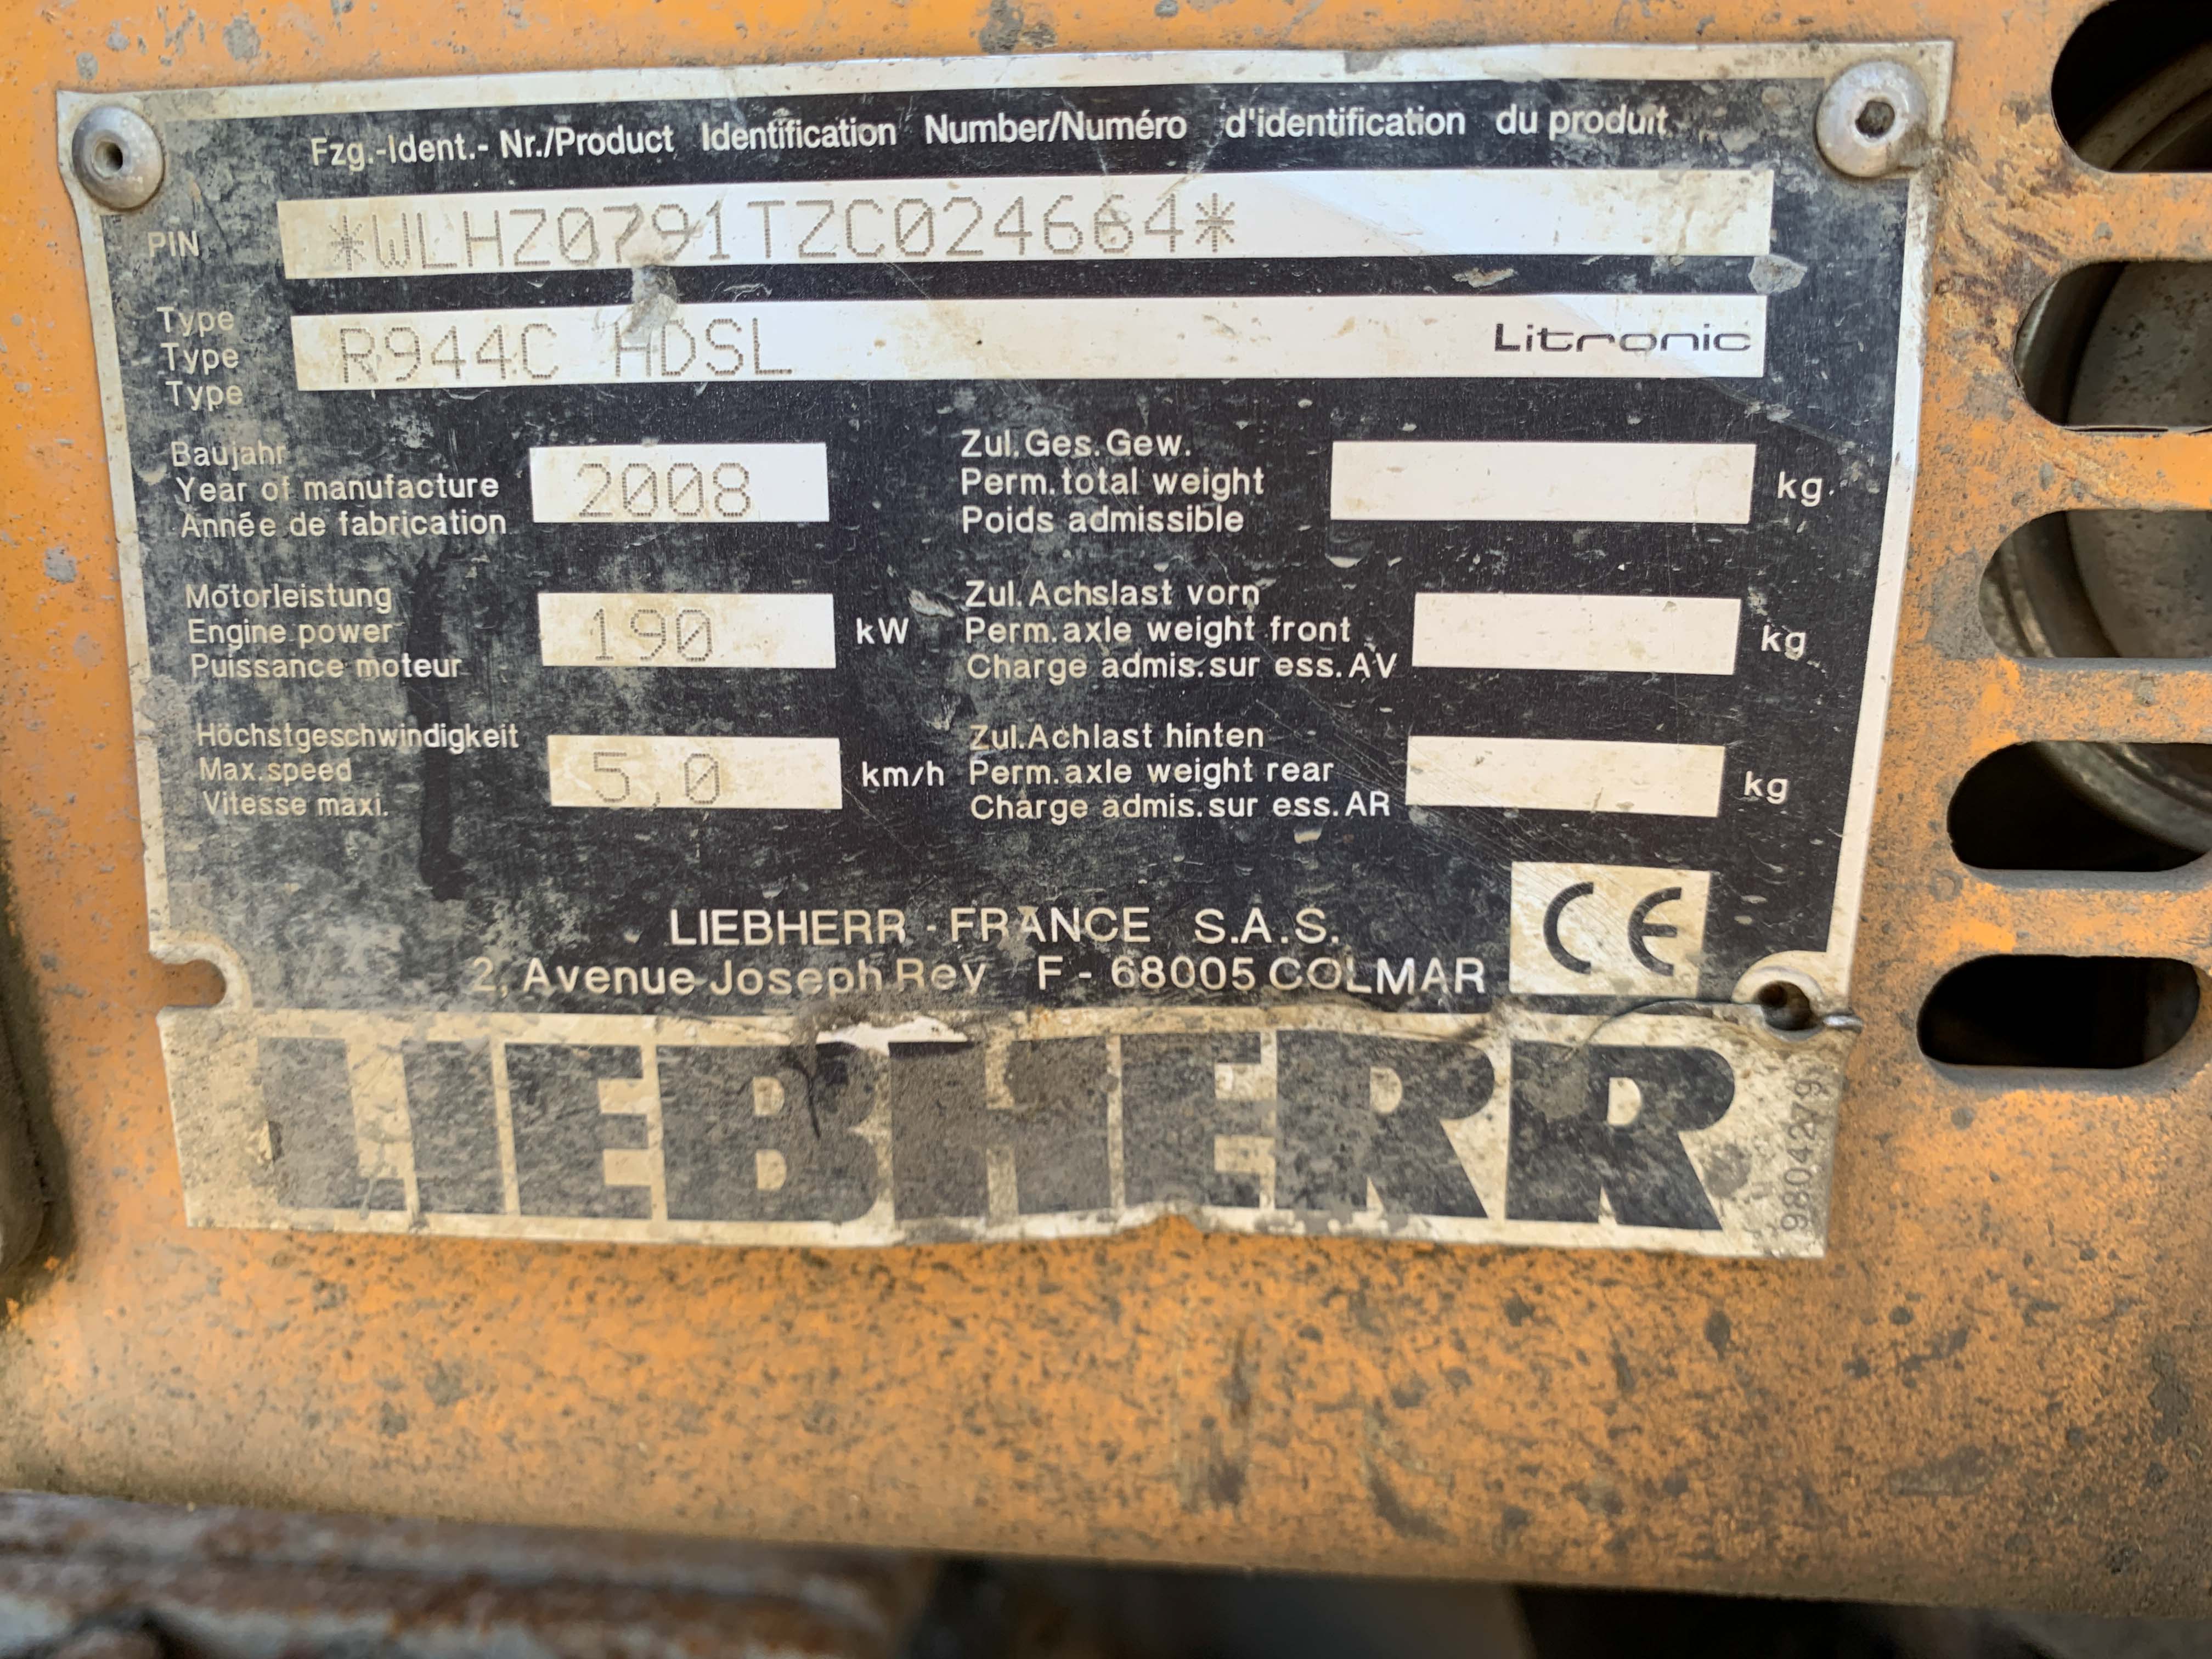 Fzg.-Ident.- Nr./Product Identification Number/Numéro d'identification du produit
PIN *WLHZ0791TZC024664*
Type
Type R944C HDSL Litronic
Type
Baujahr
Year of manufacture 2008
Année de fabrication
Zul.Ges.Gew.
Perm.total weight kg
Poids admissible
Motorleistung
Engine power 190 kW
Puissance moteur
Zul.Achslast vorn
Perm.axle weight front kg
Charge admis.sur ess.AV
Höchstgeschwindigkeit
Max.speed 5,0 km/h
Vitesse maxi.
Zul.Achlast hinten
Perm.axle weight rear kg
Charge admis.sur ess.AR
LIEBHERR - FRANCE S.A.S.
2, Avenue Joseph Rey F - 68005 COLMAR
CE
LIEBHERR
98042279